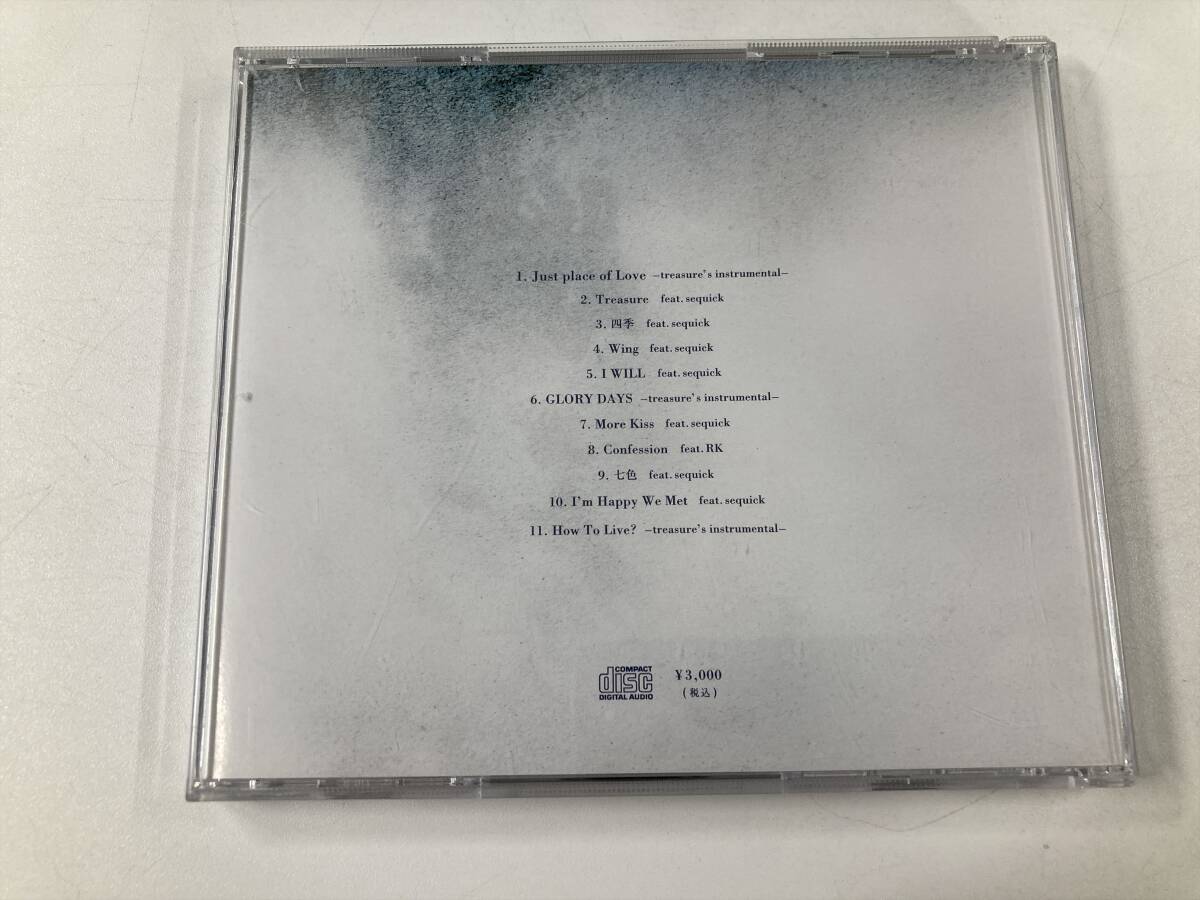 1. Just place of Love –treasure's instrumental–
2. Treasure feat. sequick
3. 四季 feat. sequick
4. Wing feat. sequick
5. I WILL feat. sequick
6. GLORY DAYS –treasure's instrumental–
7. More Kiss feat. sequick
8. Confession feat. RK
9. 七色 feat. sequick
10. I'm Happy We Met feat. sequick
11. How To Live? –treasure's instrumental–
COMPACT
disc
DIGITAL AUDIO
¥3,000
(税込)